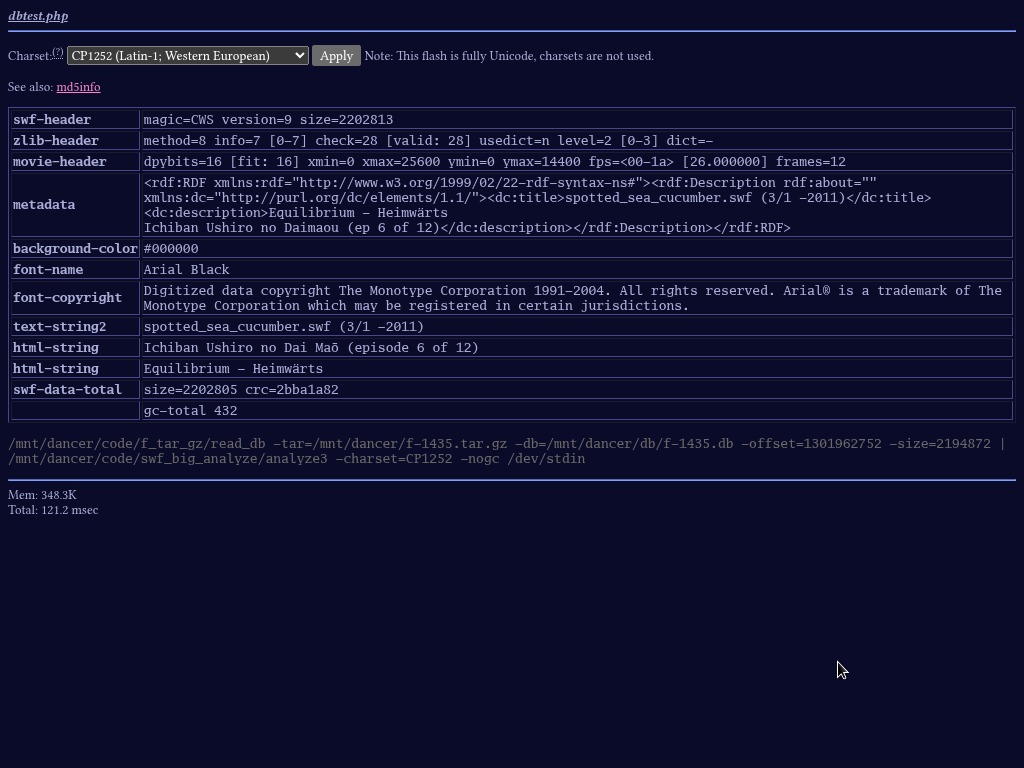 dbtest.php
Charset:(?) CP1252 (Latin-1; Western European) Apply Note: This flash is fully Unicode, charsets are not used.
See also: md5info
swf-header magic=CWS version=9 size=2202813
zlib-header method=8 info=7 [0-7] check=28 [valid: 28] usedict=n level=2 [0-3] dict=-
movie-header dpybits=16 [fit: 16] xmin=0 xmax=25600 ymin=0 ymax=14400 fps=<00-1a> [26.000000] frames=12
metadata <rdf:RDF xmlns:rdf="http://www.w3.org/1999/02/22-rdf-syntax-ns#"><rdf:Description rdf:about=""
xmlns:dc="http://purl.org/dc/elements/1.1/"><dc:title>spotted_sea_cucumber.swf (3/1 -2011)</dc:title>
<dc:description>Equilibrium - Heimwärts
Ichiban Ushiro no Daimaou (ep 6 of 12)</dc:description></rdf:Description></rdf:RDF>
background-color #000000
font-name Arial Black
font-copyright Digitized data copyright The Monotype Corporation 1991-2004. All rights reserved. Arial® is a trademark of The
Monotype Corporation which may be registered in certain jurisdictions.
text-string2 spotted_sea_cucumber.swf (3/1 -2011)
html-string Ichiban Ushiro no Dai Maō (episode 6 of 12)
html-string Equilibrium - Heimwärts
swf-data-total size=2202805 crc=2bba1a82
gc-total 432
/mnt/dancer/code/f_tar_gz/read_db -tar=/mnt/dancer/f-1435.tar.gz -db=/mnt/dancer/db/f-1435.db -offset=1301962752 -size=2194872 |
/mnt/dancer/code/swf_big_analyze/analyze3 -charset=CP1252 -nogc /dev/stdin
Mem: 348.3K
Total: 121.2 msec